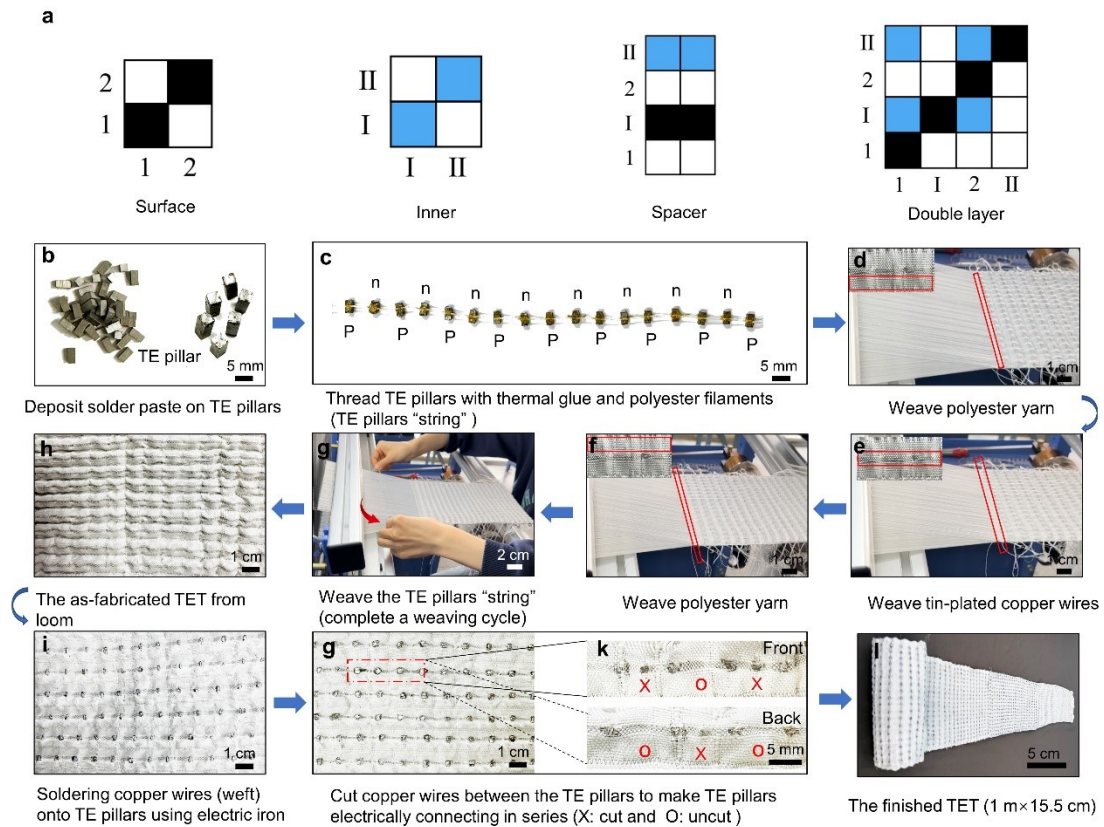 a
2
1
1 2
Surface
II
I
I II
Inner
II
2
I
1
Spacer
II
2
I
1
1 I 2 II
Double layer
b
TE pillar
5 mm
Deposit solder paste on TE pillars
c
n n n n n n n n
P P P P P P P P P
5 mm
Thread TE pillars with thermal glue and polyester filaments
(TE pillars “string” )
d
1 cm
Weave polyester yarn
h
1 cm
The as-fabricated TET from
loom
g
2 cm
Weave the TE pillars “string”
(complete a weaving cycle)
f
1 cm
Weave polyester yarn
e
1 cm
Weave tin-plated copper wires
i
1 cm
Soldering copper wires (weft)
onto TE pillars using electric iron
g
1 cm
k
Front
X O X
Back
O X O
5 mm
Cut copper wires between the TE pillars to make TE pillars
electrically connecting in series (X: cut and O: uncut )
l
5 cm
The finished TET (1 m×15.5 cm)